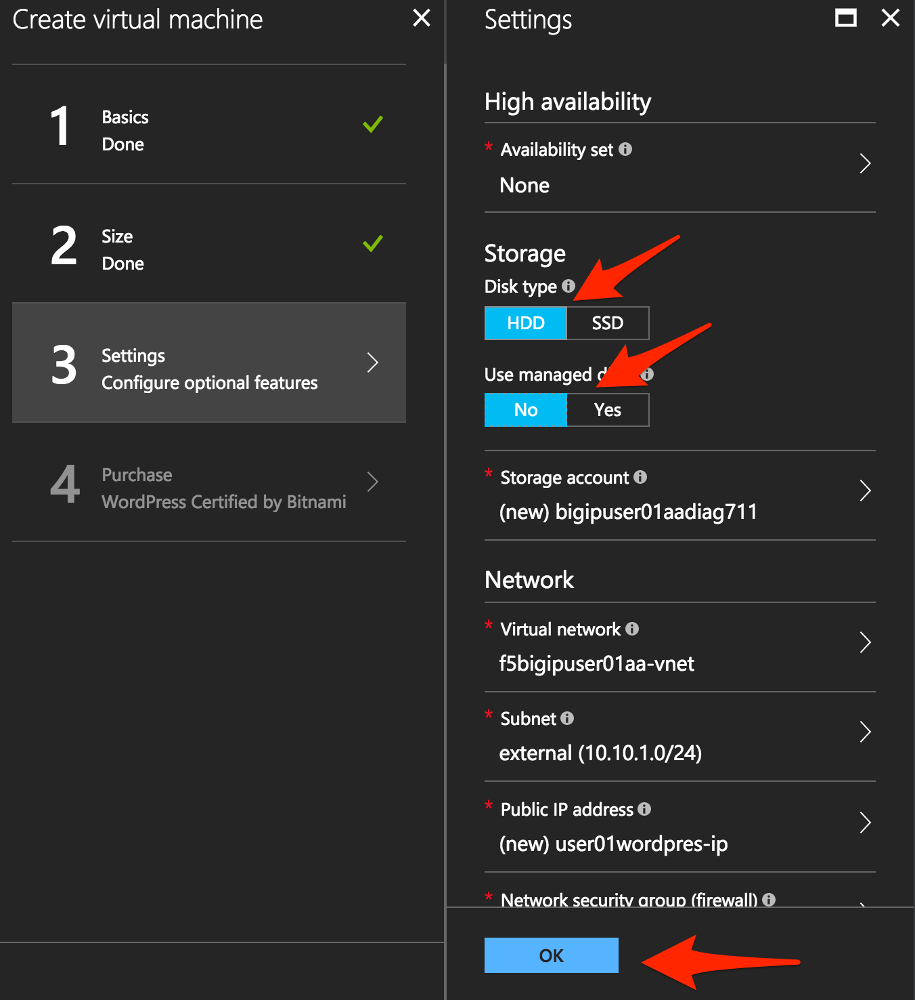 Create virtual machine
1
Basics
Done
2
Size
Done
3
Settings
Configure optional features
4
Purchase
WordPress Certified by Bitnami
Settings
High availability
* Availability set
None
Storage
Disk type
HDD SSD
Use managed
No Yes
* Storage account
(new) bigipuser01aadiag711
Network
* Virtual network
f5bigipuser01aa-vnet
* Subnet
external (10.10.1.0/24)
* Public IP address
(new) user01wordpres-ip
* Network security group (firewall)
OK